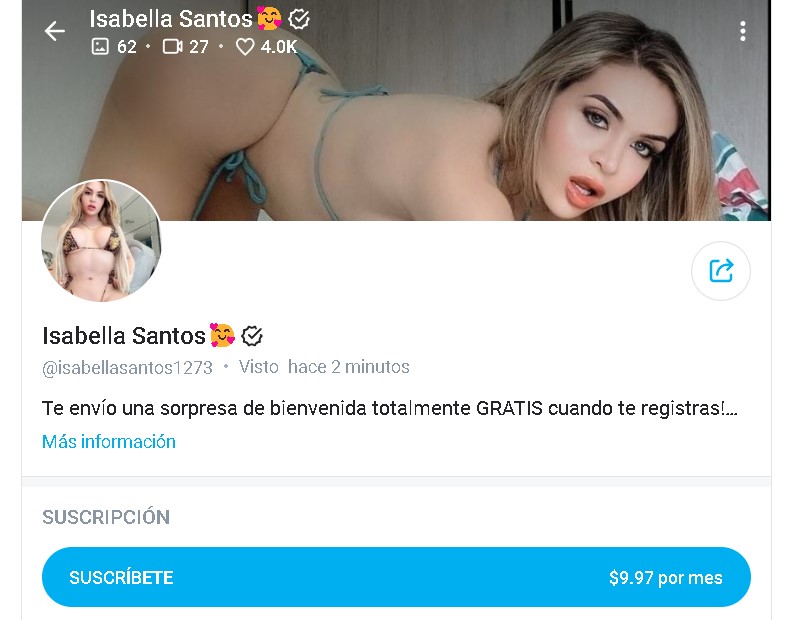 Isabella Santos🥰
62 · 27 · 4.0K
Isabella Santos🥰
@isabellasantos1273 · Visto hace 2 minutos
Te envío una sorpresa de bienvenida totalmente GRATIS cuando te registras!...
Más información
SUSCRIPCIÓN
SUSCRÍBETE $9.97 por mes